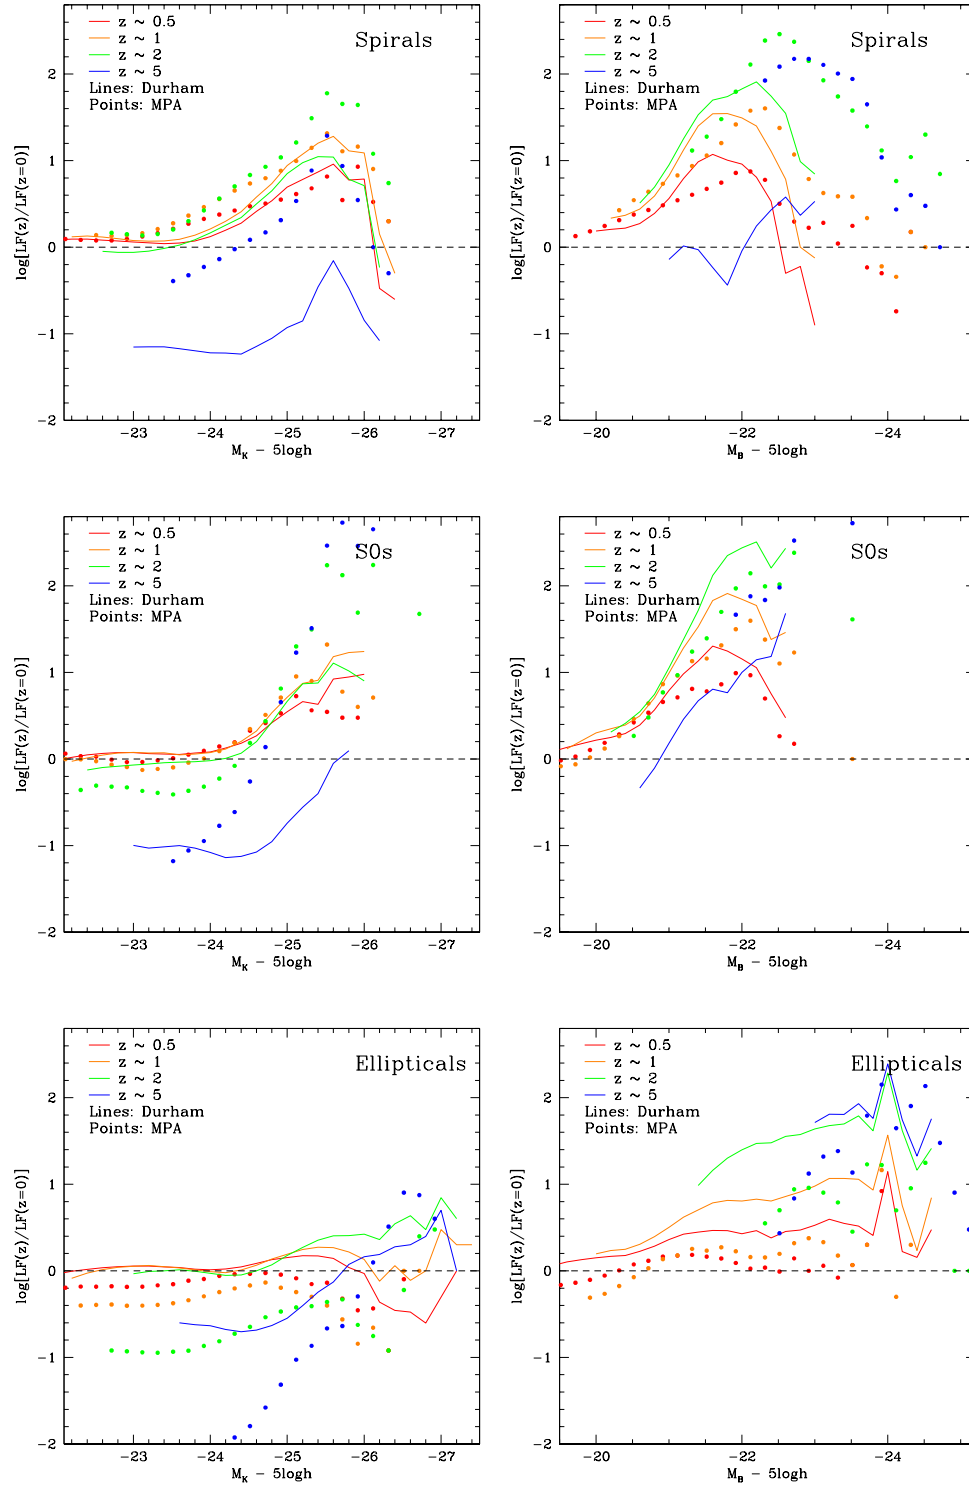 z ~ 0.5
z ~ 1
z ~ 2
z ~ 5
Lines: Durham
Points: MPA
Spirals
log[LF(z)/LF(z=0)]
2
1
0
-1
-2
-23
-24
-25
-26
-27
M_K - 5logh
z ~ 0.5
z ~ 1
z ~ 2
z ~ 5
Lines: Durham
Points: MPA
Spirals
log[LF(z)/LF(z=0)]
2
1
0
-1
-2
-20
-22
-24
M_B - 5logh
z ~ 0.5
z ~ 1
z ~ 2
z ~ 5
Lines: Durham
Points: MPA
S0s
log[LF(z)/LF(z=0)]
2
1
0
-1
-2
-23
-24
-25
-26
-27
M_K - 5logh
z ~ 0.5
z ~ 1
z ~ 2
z ~ 5
Lines: Durham
Points: MPA
S0s
log[LF(z)/LF(z=0)]
2
1
0
-1
-2
-20
-22
-24
M_B - 5logh
z ~ 0.5
z ~ 1
z ~ 2
z ~ 5
Lines: Durham
Points: MPA
Ellipticals
log[LF(z)/LF(z=0)]
2
1
0
-1
-2
-23
-24
-25
-26
-27
M_K - 5logh
z ~ 0.5
z ~ 1
z ~ 2
z ~ 5
Lines: Durham
Points: MPA
Ellipticals
log[LF(z)/LF(z=0)]
2
1
0
-1
-2
-20
-22
-24
M_B - 5logh